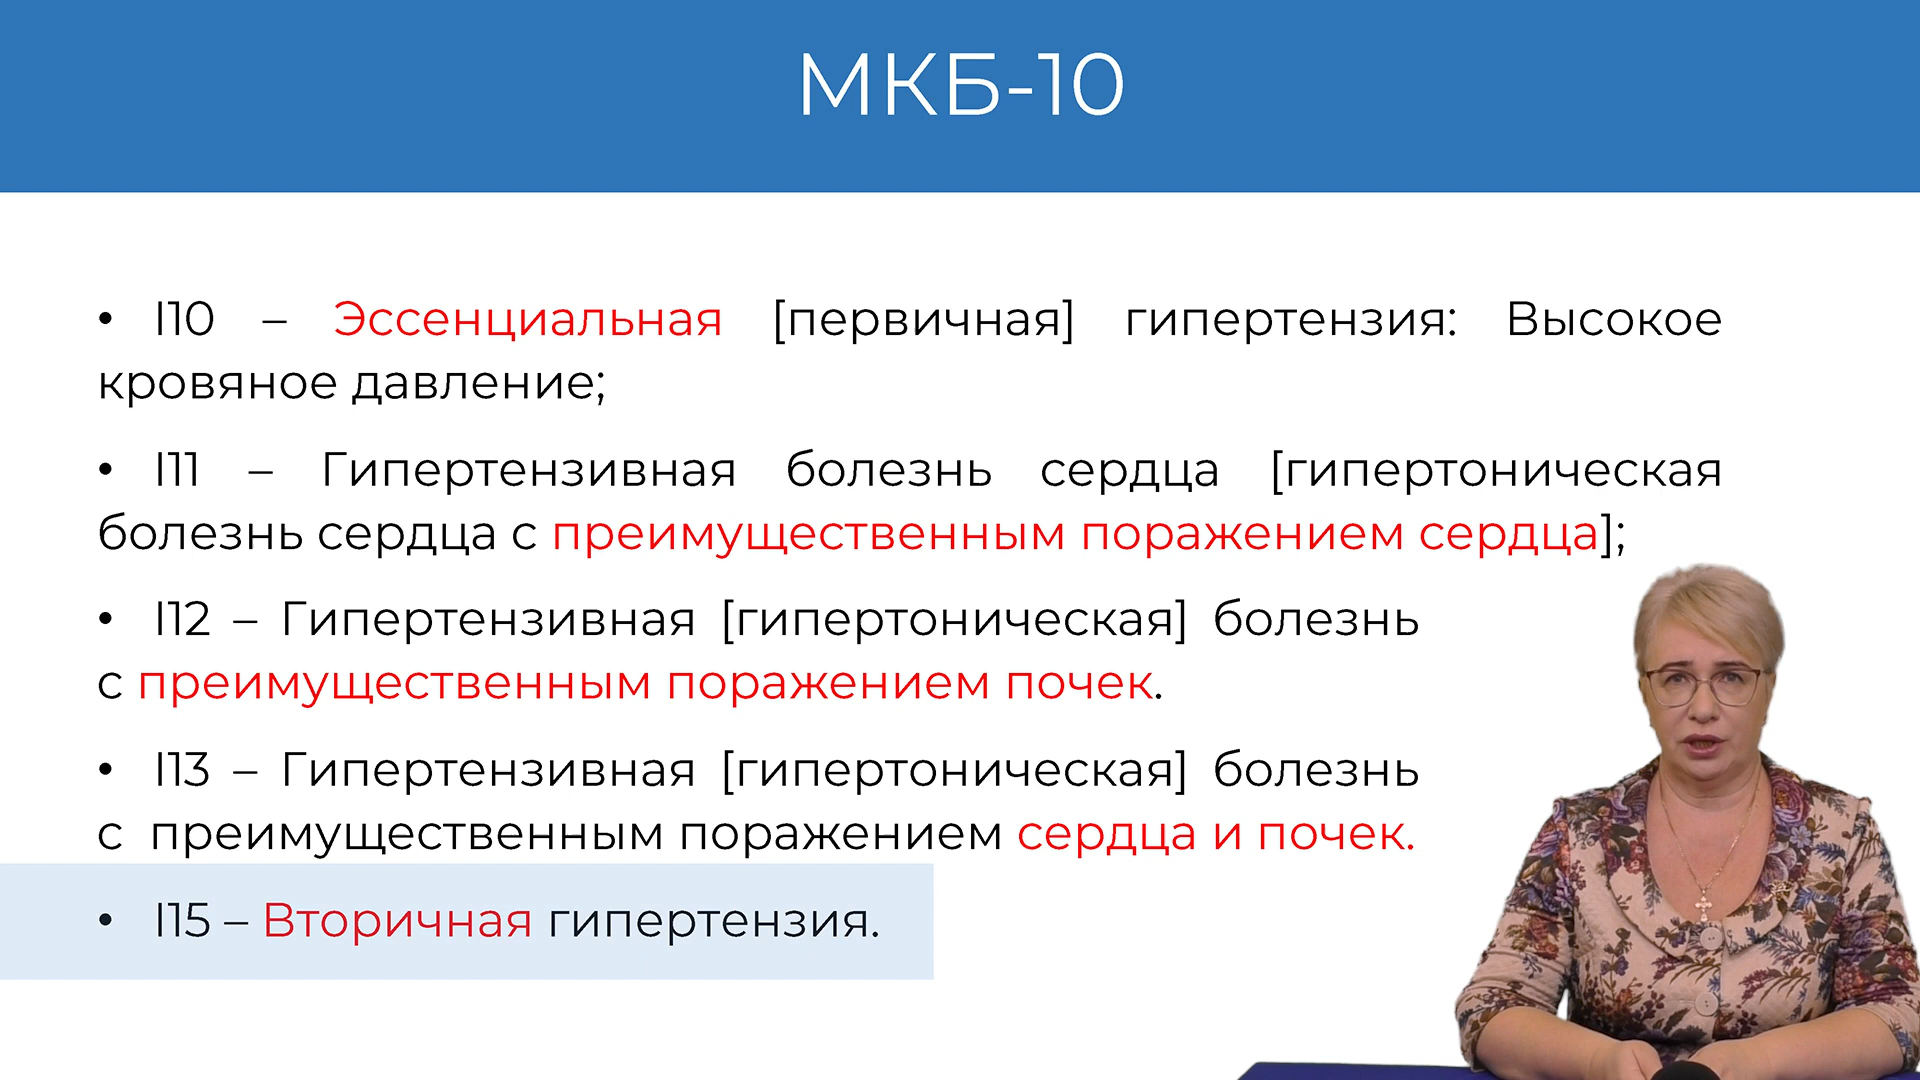 МКБ-10
• I10 – Эссенциальная [первичная] гипертензия: Высокое
кровяное давление;
• I11 – Гипертензивная болезнь сердца [гипертоническая
болезнь сердца с преимущественным поражением сердца];
• I12 – Гипертензивная [гипертоническая] болезнь
с преимущественным поражением почек.
• I13 – Гипертензивная [гипертоническая] болезнь
с преимущественным поражением сердца и почек.
• I15 – Вторичная гипертензия.